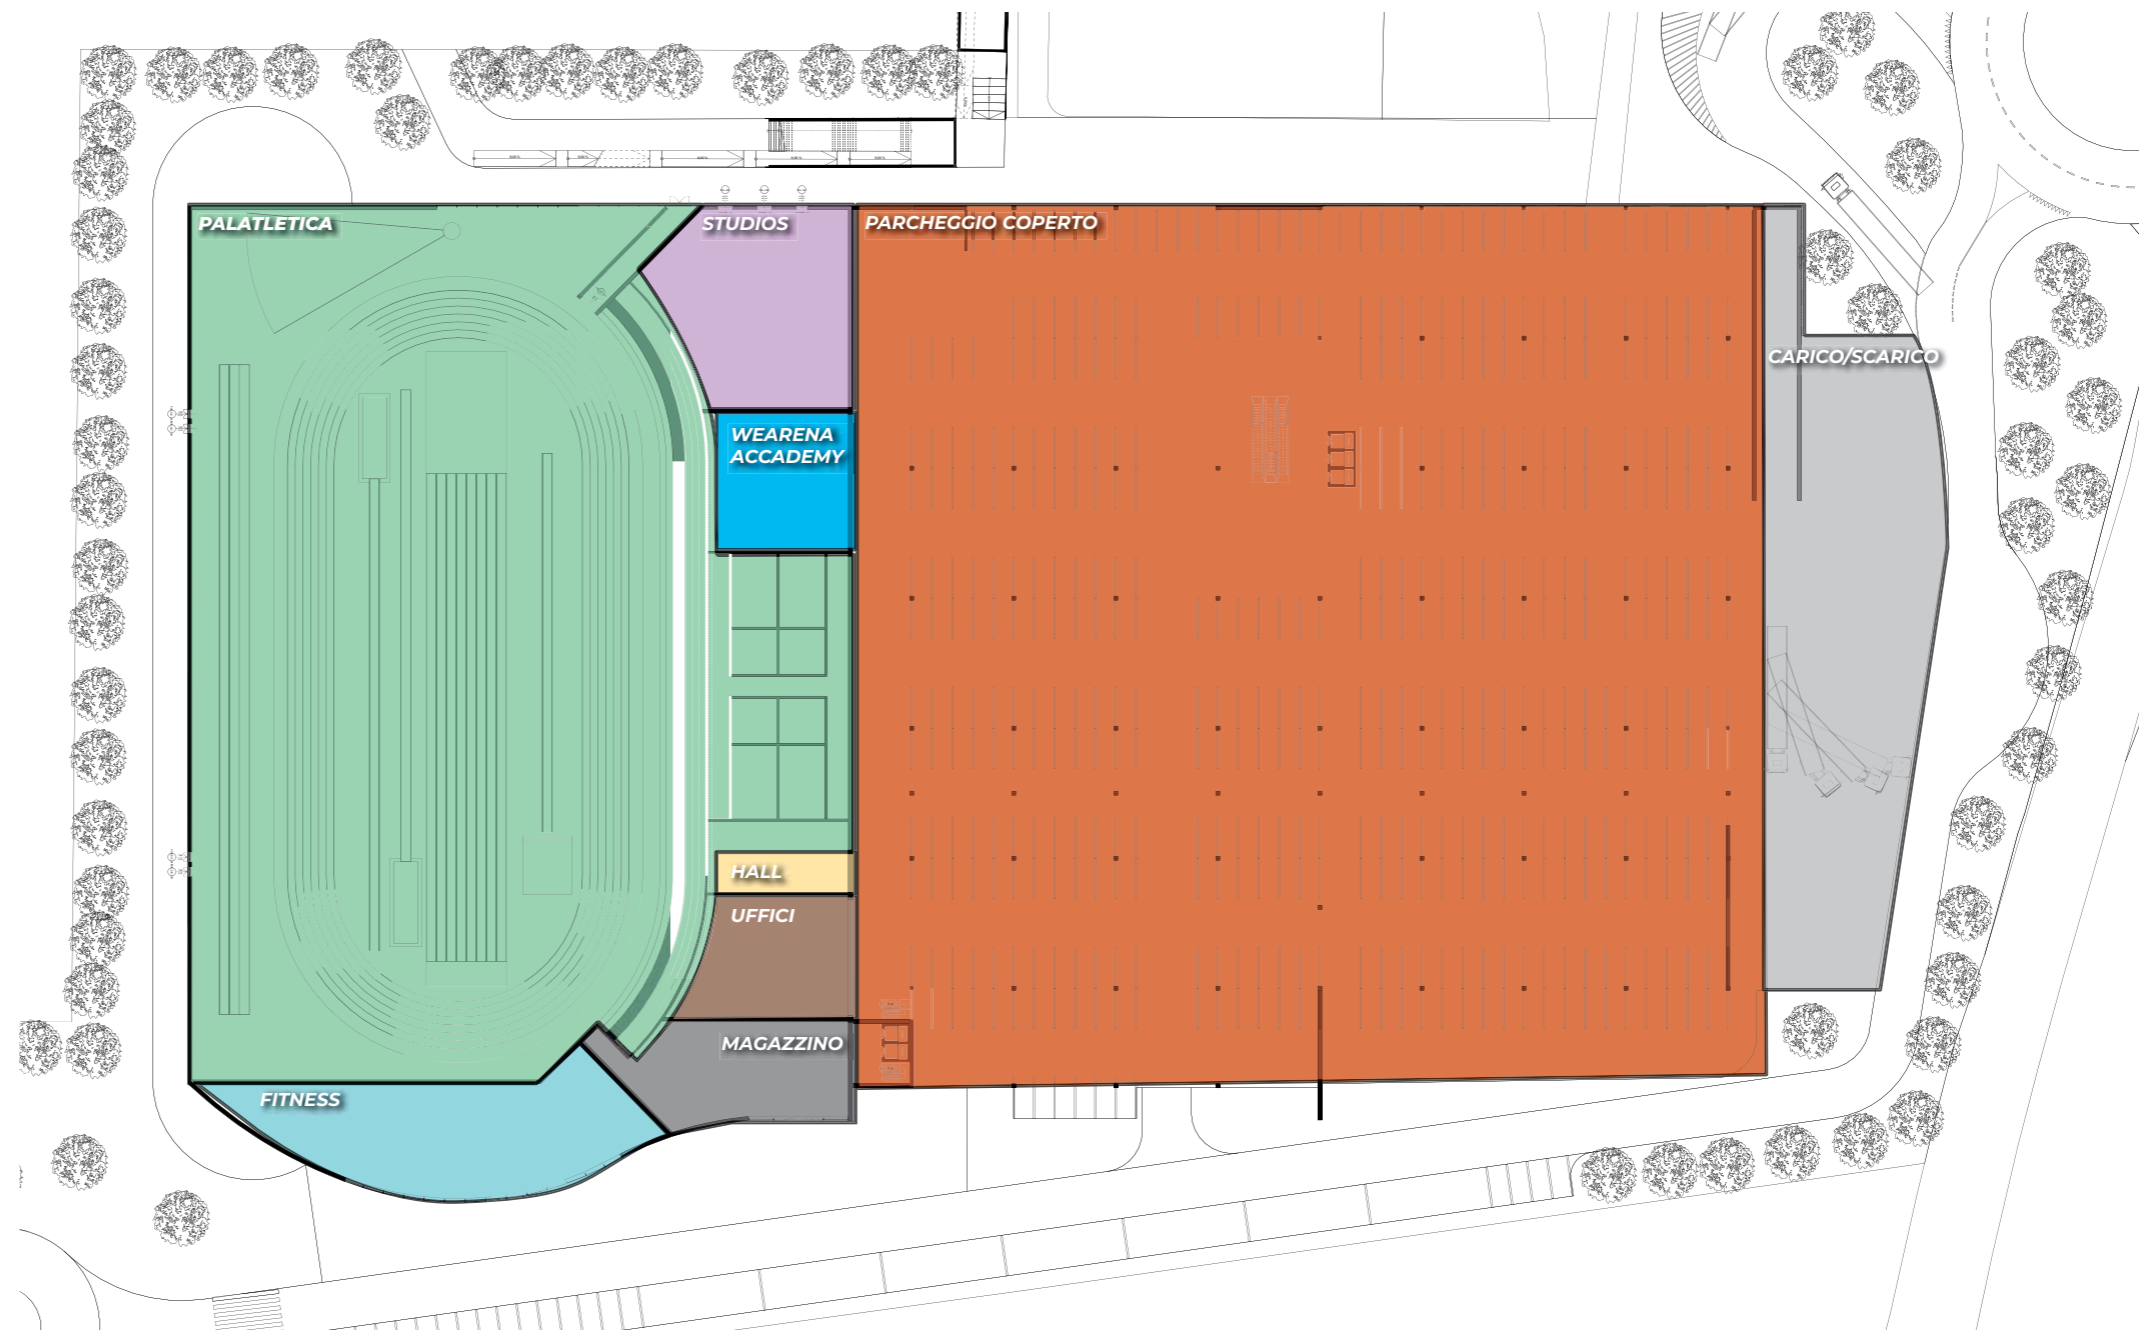 PALATLETICA
STUDIOS
PARCHEGGIO COPERTO
CARICO/SCARICO
WEARENA
ACCADEMY
HALL
UFFICI
MAGAZZINO
FITNESS